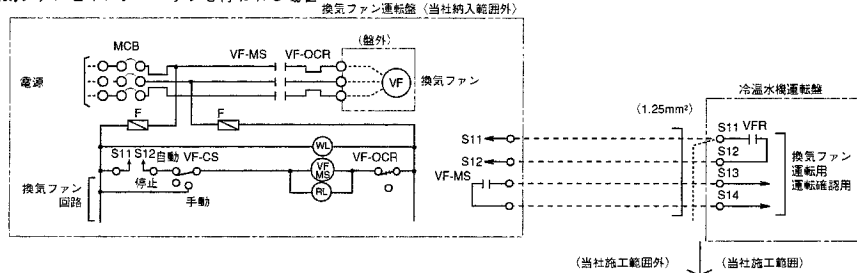 換気ファン運転盤〈当社納入範囲外〉
MCB
VF-MS
VF-OCR
(盤外)
電源
VF
換気ファン
冷温水機運転盤
F
F
(1.25mm²)
WL
S11
S11
VFR
S11
S12
自動
VF-CS
VF-OCR
S12
S12
換気ファン
運転用
運転確認用
停止
VF
MS
VF-MS
S13
換気ファン
回路
RL
手動
S14
(当社施工範囲外)
(当社施工範囲)